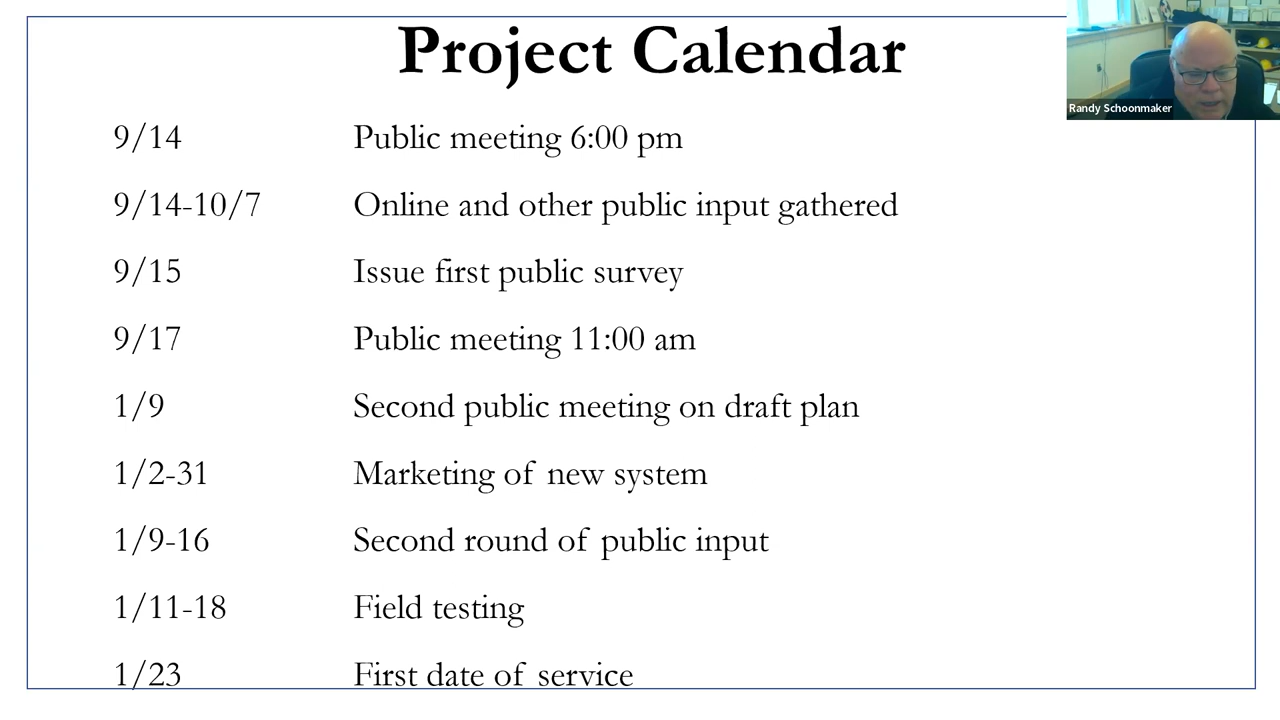 Project Calendar
Randy Schoonmaker
9/14 Public meeting 6:00 pm
9/14-10/7 Online and other public input gathered
9/15 Issue first public survey
9/17 Public meeting 11:00 am
1/9 Second public meeting on draft plan
1/2-31 Marketing of new system
1/9-16 Second round of public input
1/11-18 Field testing
1/23 First date of service